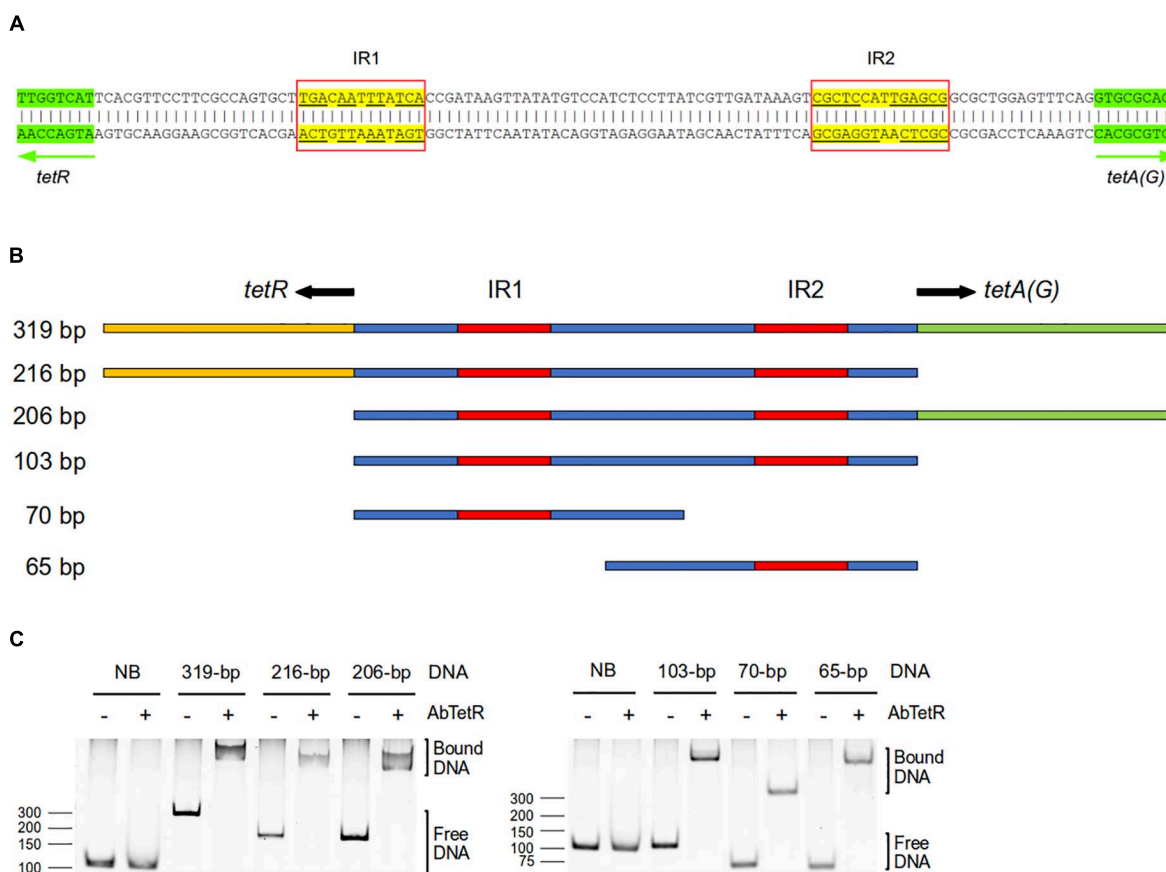 A
IR1 IR2
TTGGTCATTCACGTTCCTTCGCCAGTGCTTGACAATTTATCACCGATAAGTTATATGTCCATCTCCTTATCGTTGATAAAGTCGCTCCATTGAGCGGCGCTGGAGTTTCAGGTGCGCAC
AACCAGTAAGTGCAAGGAAGCGGTCACGAACTGTTAAATAGTGGCTATTCAATATACAGGTAGAGGAATAGCAACTATTTCAGCGAGGTAACTCGCCGCGACCTCAAAGTCCACGCGTG
tetR tetA(G)
B
tetR IR1 IR2 tetA(G)
319 bp
216 bp
206 bp
103 bp
70 bp
65 bp
C
NB 319-bp 216-bp 206-bp DNA
- + - + - + - + AbTetR
Bound
DNA
300
200
150
100
Free
DNA
NB 103-bp 70-bp 65-bp DNA
- + - + - + - + AbTetR
Bound
DNA
300
200
150
100
75
Free
DNA